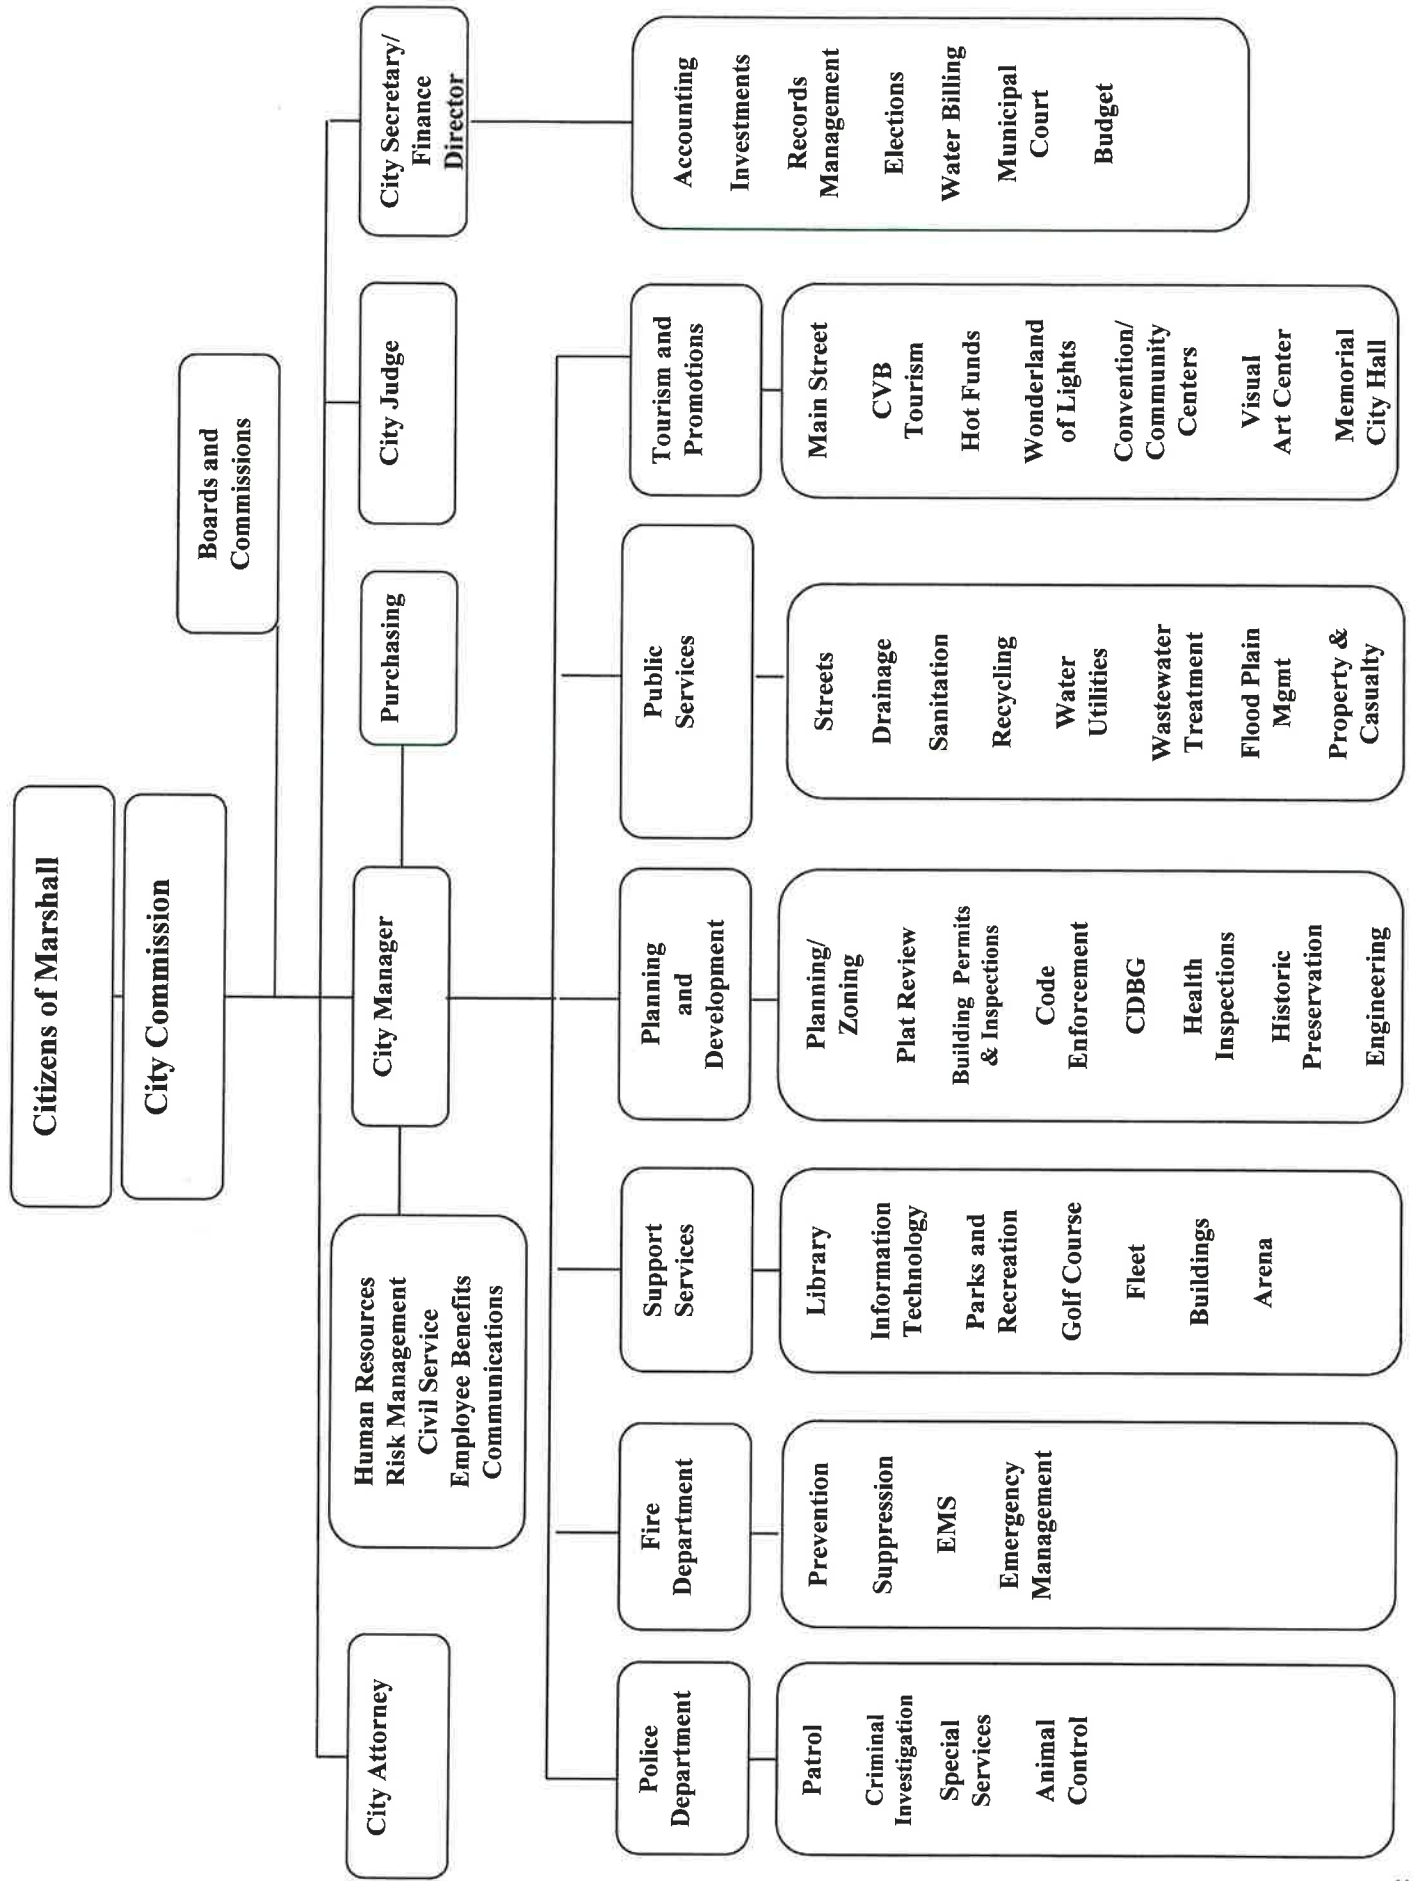 Citizens of Marshall
City Commission
Boards and
Commissions
City Attorney
Human Resources
Risk Management
Civil Service
Employee Benefits
Communications
City Manager
Purchasing
City Judge
City Secretary/
Finance
Director
Police
Department
Fire
Department
Support
Services
Planning
and
Development
Public
Services
Tourism and
Promotions
Patrol
Criminal
Investigation
Special
Services
Animal
Control
Prevention
Suppression
EMS
Emergency
Management
Library
Information
Technology
Parks and
Recreation
Golf Course
Fleet
Buildings
Arena
Planning/
Zoning
Plat Review
Building Permits
& Inspections
Code
Enforcement
CDBG
Health
Inspections
Historic
Preservation
Engineering
Streets
Drainage
Sanitation
Recycling
Water
Utilities
Wastewater
Treatment
Flood Plain
Mgmt
Property &
Casualty
Main Street
CVB
Tourism
Hot Funds
Wonderland
of Lights
Convention/
Community
Centers
Visual
Art Center
Memorial
City Hall
Accounting
Investments
Records
Management
Elections
Water Billing
Municipal
Court
Budget